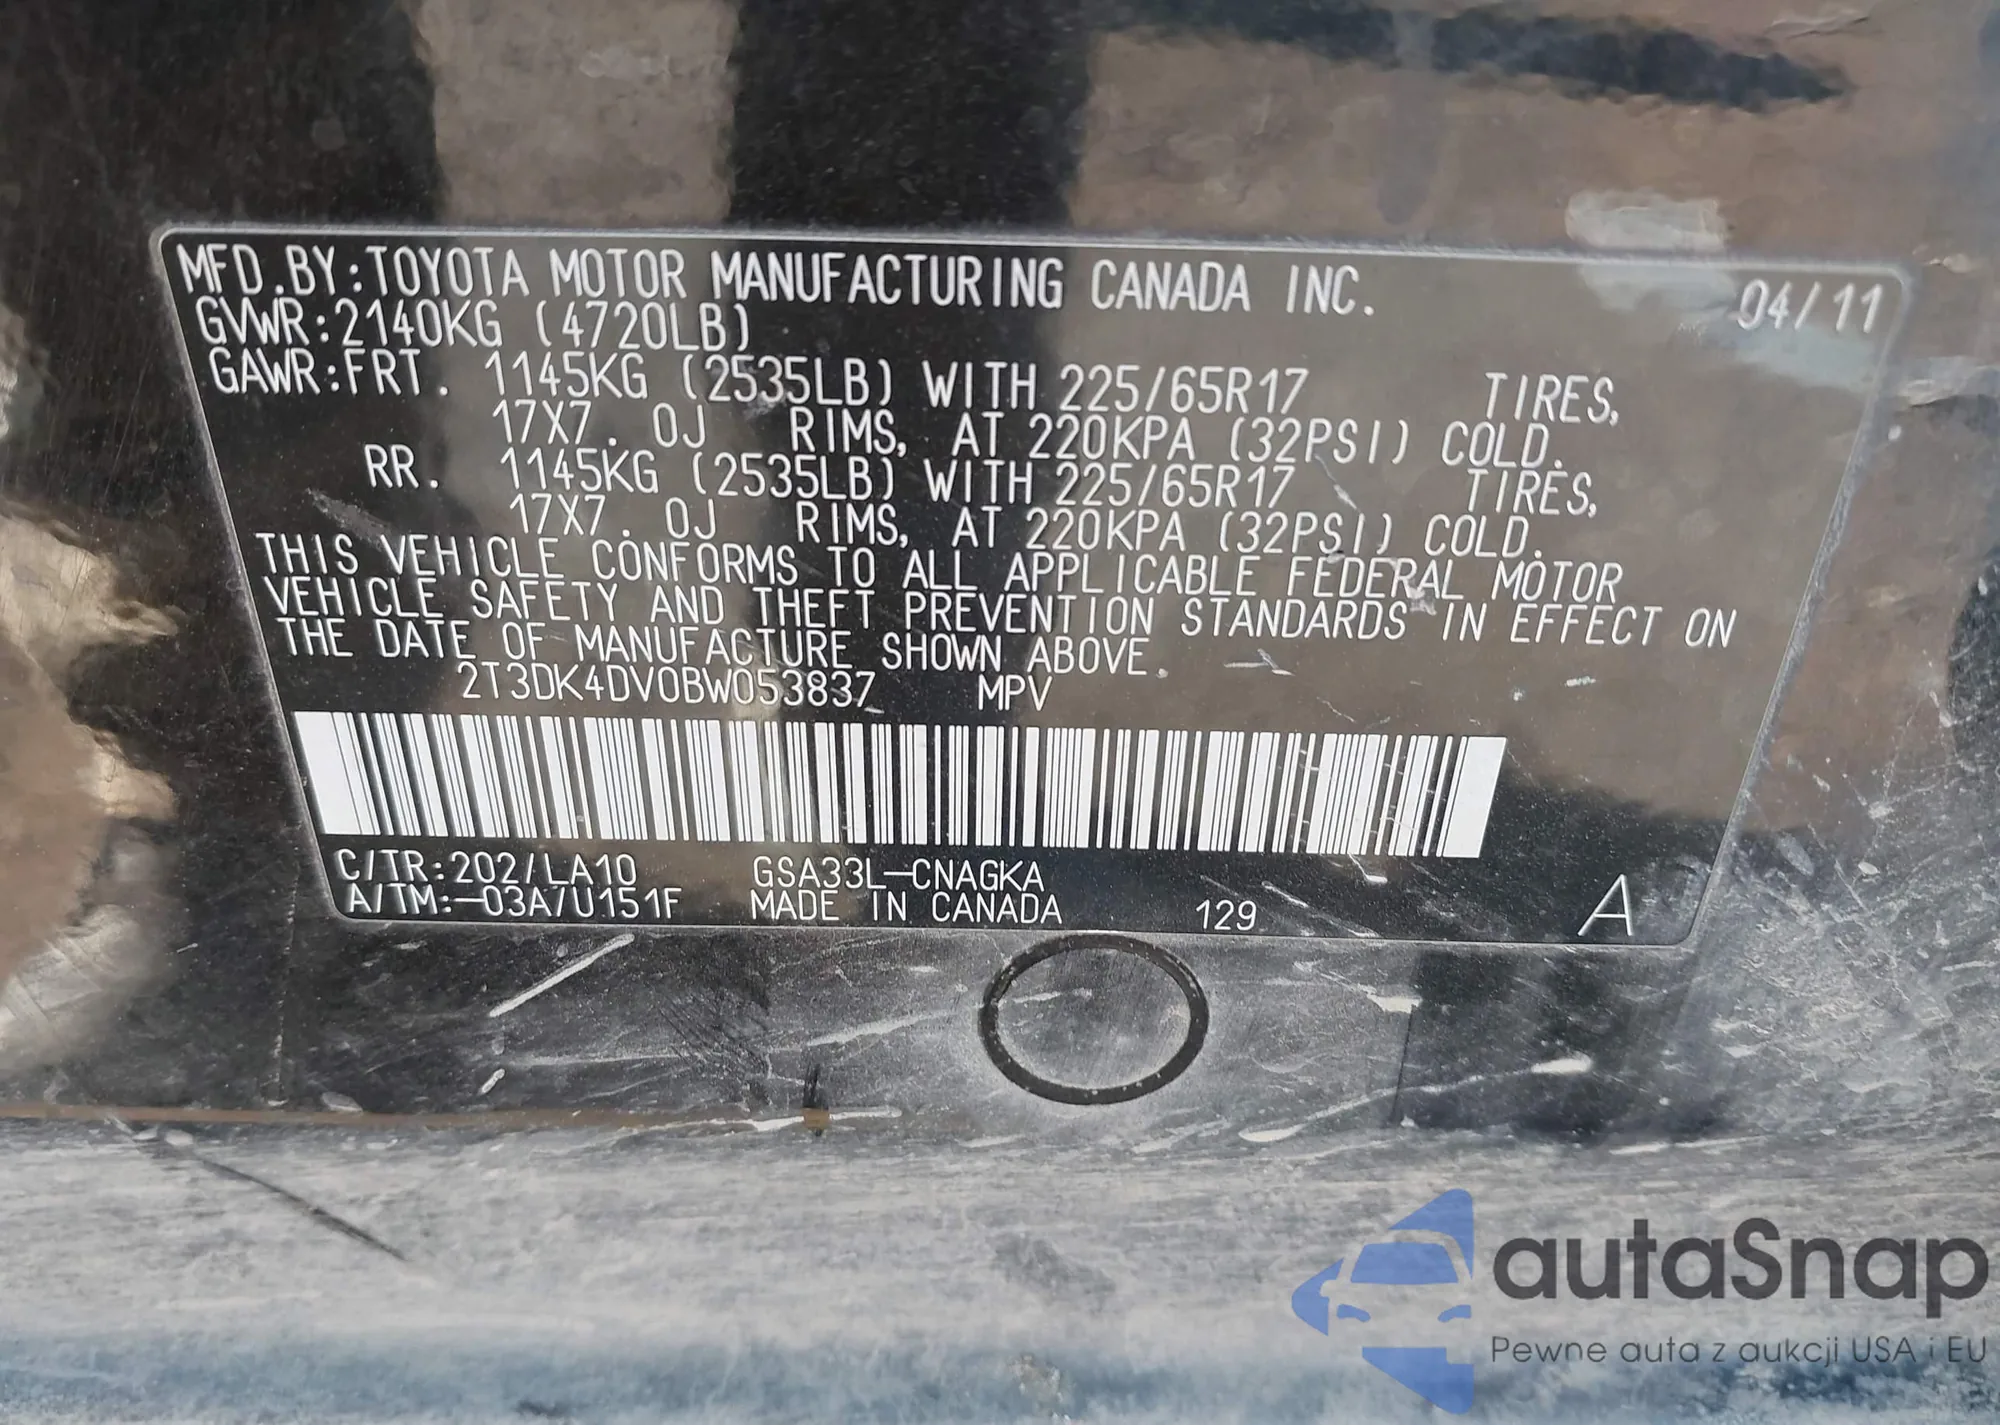 MFD.BY:TOYOTA MOTOR MANUFACTURING CANADA INC. 04/11
GVWR:2140KG (4720LB)
GAWR:FRT. 1145KG (2535LB) WITH 225/65R17 TIRES,
17X7.0J RIMS, AT 220KPA (32PSI) COLD.
RR. 1145KG (2535LB) WITH 225/65R17 TIRES,
17X7.0J RIMS, AT 220KPA (32PSI) COLD.
THIS VEHICLE CONFORMS TO ALL APPLICABLE FEDERAL MOTOR
VEHICLE SAFETY AND THEFT PREVENTION STANDARDS IN EFFECT ON
THE DATE OF MANUFACTURE SHOWN ABOVE.
2T3DK4DV0BW053837 MPV
C/TR:202/LA10 GSA33L-CNAGKA
A/TM:-03A/U151F MADE IN CANADA 129 A
autaSnap
Pewne auta z aukcji USA i EU